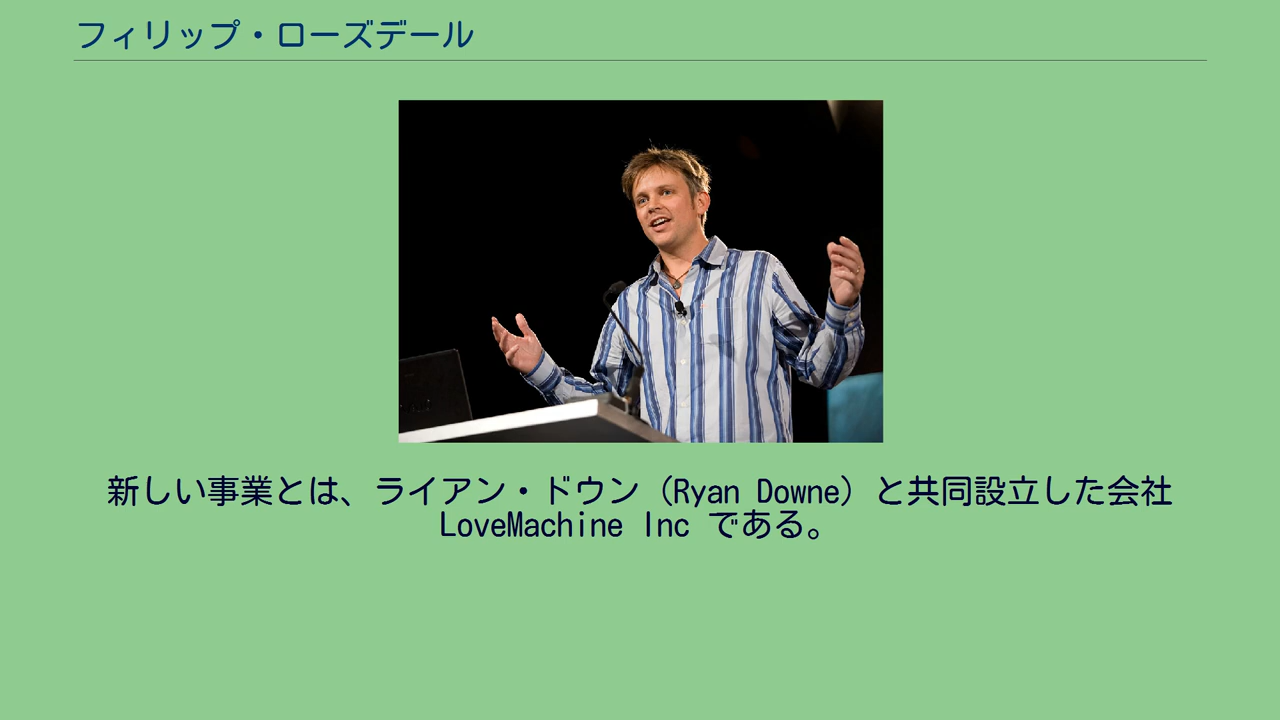 フィリップ・ローズデール
新しい事業とは、ライアン・ドウン（Ryan Downe）と共同設立した会社
LoveMachine Inc である。